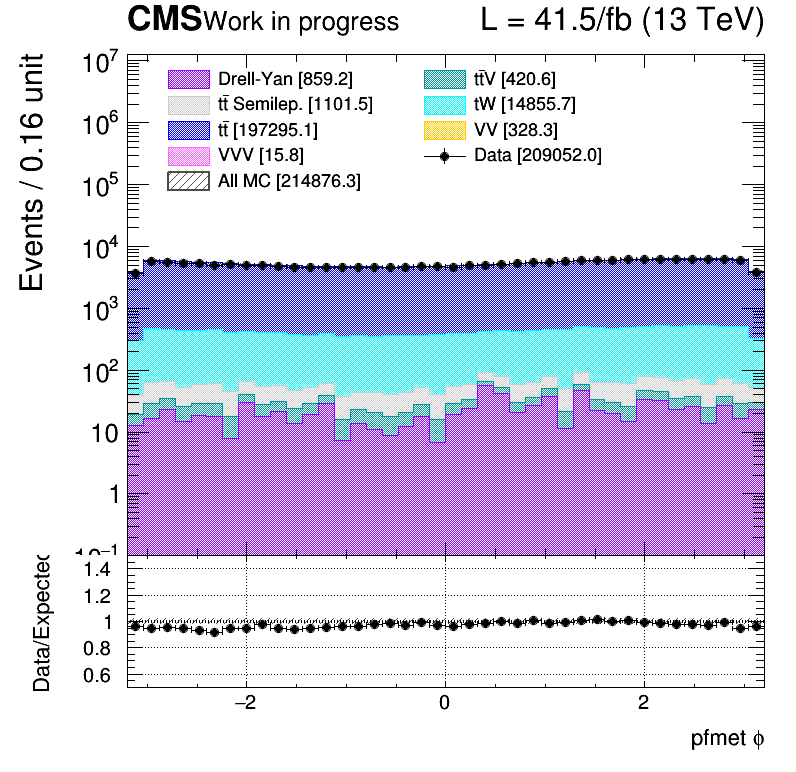 CMS Work in progress L = 41.5/fb (13 TeV)
Events / 0.16 unit
10⁷
10⁶
10⁵
10⁴
10³
10²
10
1
10⁻¹
Drell-Yan [859.2]
tt̄ Semilep. [1101.5]
tt̄ [197295.1]
VVV [15.8]
All MC [214876.3]
tt̄V [420.6]
tW [14855.7]
VV [328.3]
Data [209052.0]
Data/Expected
1.4
1.2
1
0.8
0.6
−2 0 2
pfmet ϕ